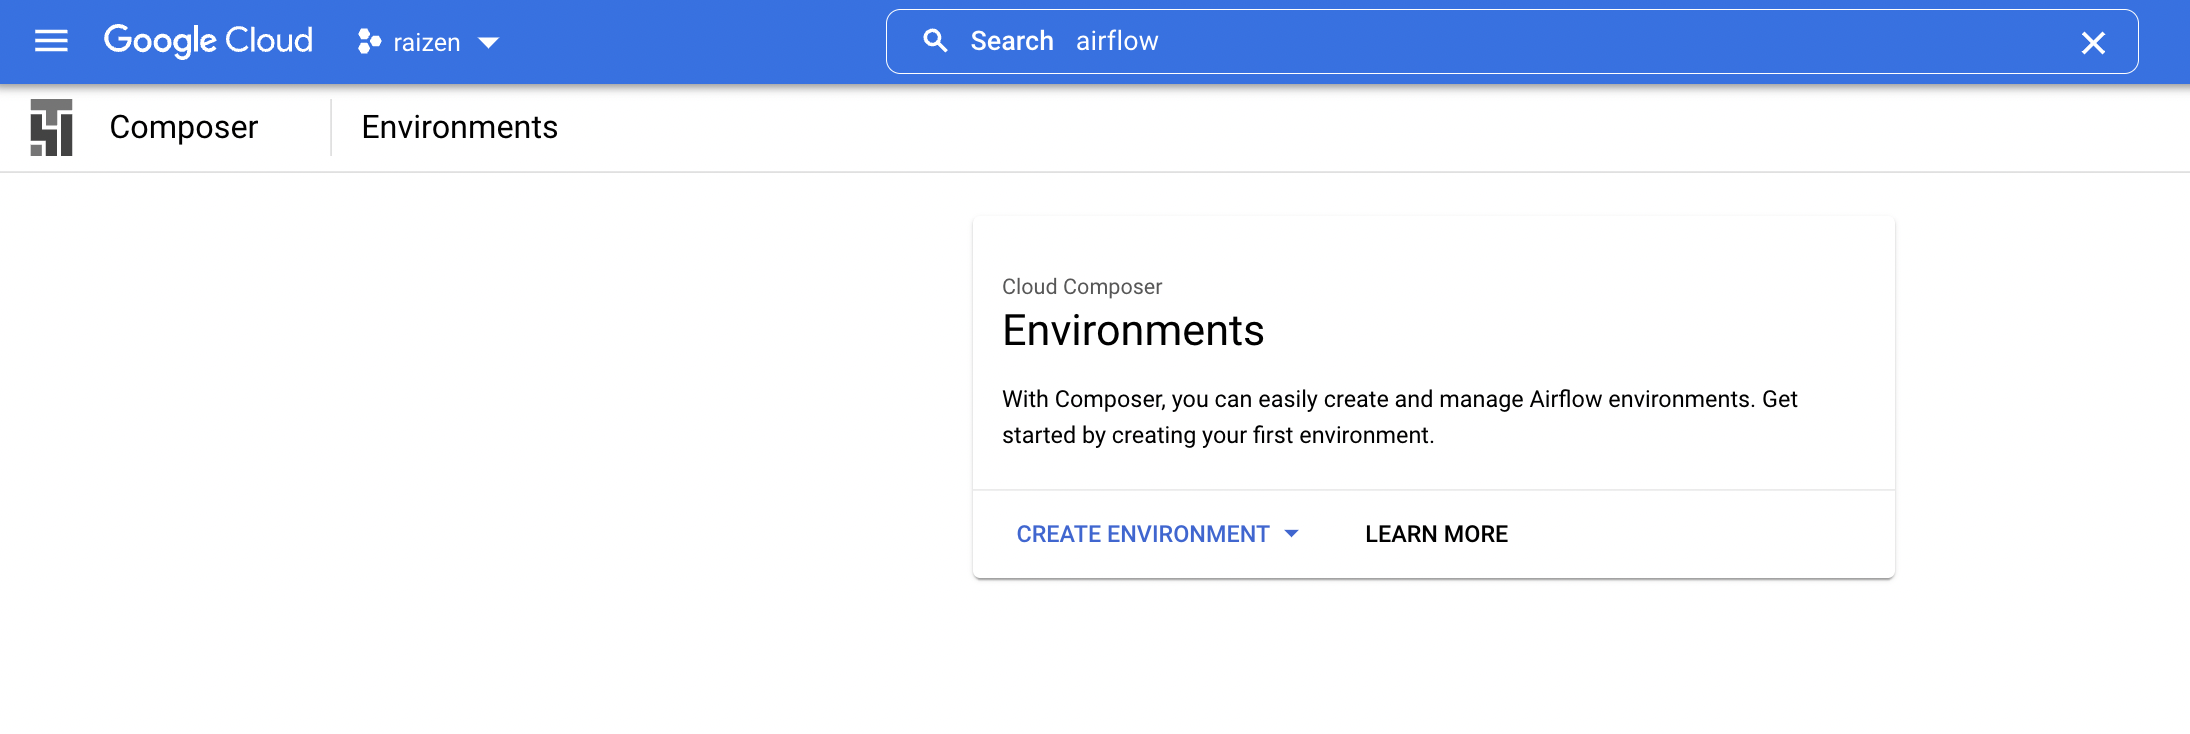 Google Cloud raizen Search airflow
Composer Environments
Cloud Composer
Environments
With Composer, you can easily create and manage Airflow environments. Get
started by creating your first environment.
CREATE ENVIRONMENT LEARN MORE